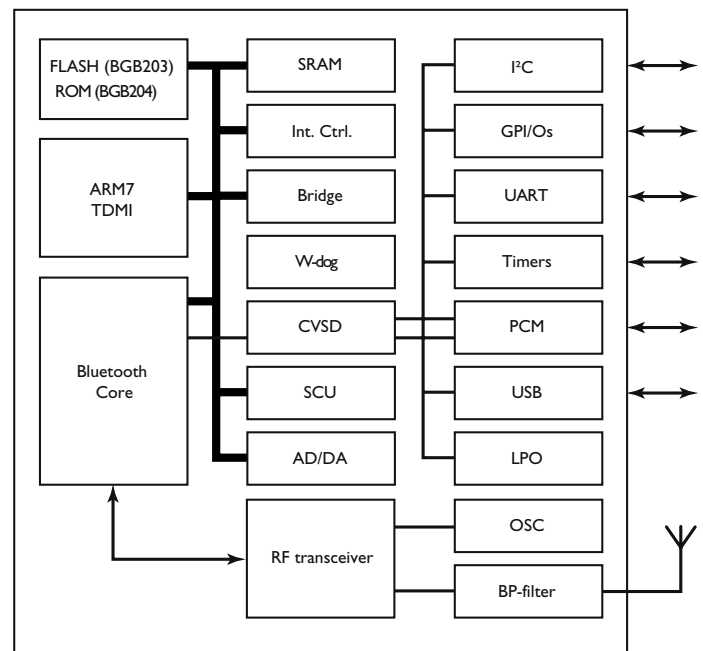 FLASH (BGB203)
ROM (BGB204)
SRAM
I²C
Int. Ctrl.
GPI/Os
ARM7
TDMI
Bridge
UART
W-dog
Timers
CVSD
PCM
Bluetooth
Core
SCU
USB
AD/DA
LPO
RF transceiver
OSC
BP-filter